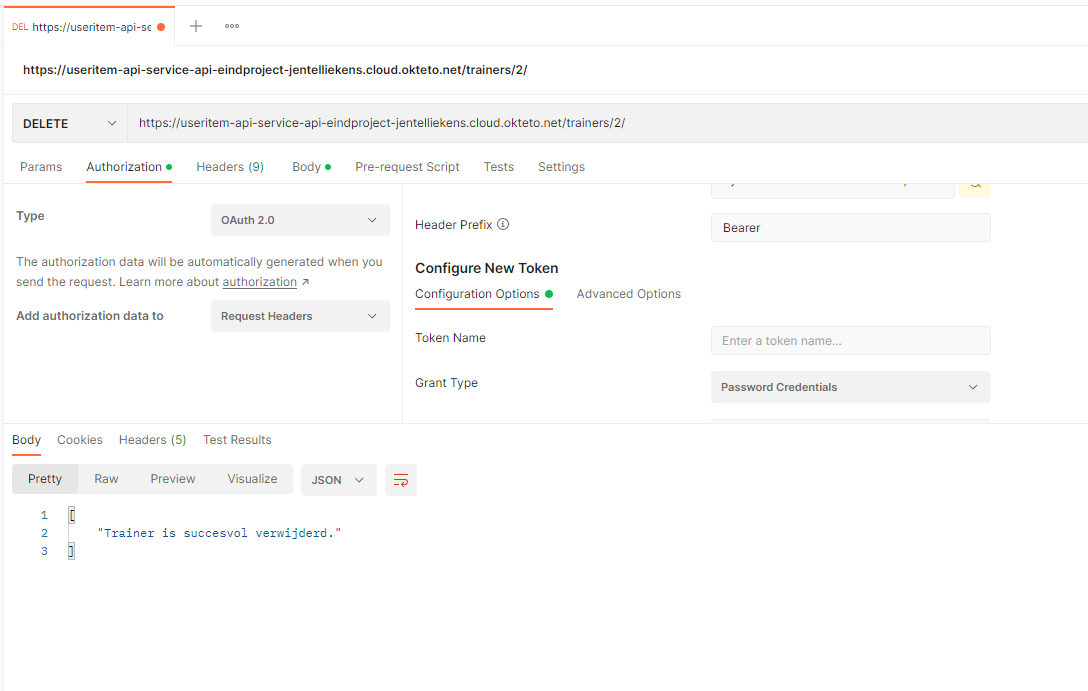 DEL https://useritem-api-se
https://useritem-api-service-api-eindproject-jentelliekens.cloud.okteto.net/trainers/2/
DELETE https://useritem-api-service-api-eindproject-jentelliekens.cloud.okteto.net/trainers/2/
Params Authorization Headers (9) Body Pre-request Script Tests Settings
Type OAuth 2.0
The authorization data will be automatically generated when you
send the request. Learn more about authorization ↗
Add authorization data to Request Headers
Header Prefix Bearer
Configure New Token
Configuration Options Advanced Options
Token Name Enter a token name...
Grant Type Password Credentials
Body Cookies Headers (5) Test Results
Pretty Raw Preview Visualize JSON
1 [
2 "Trainer is succesvol verwijderd."
3 ]